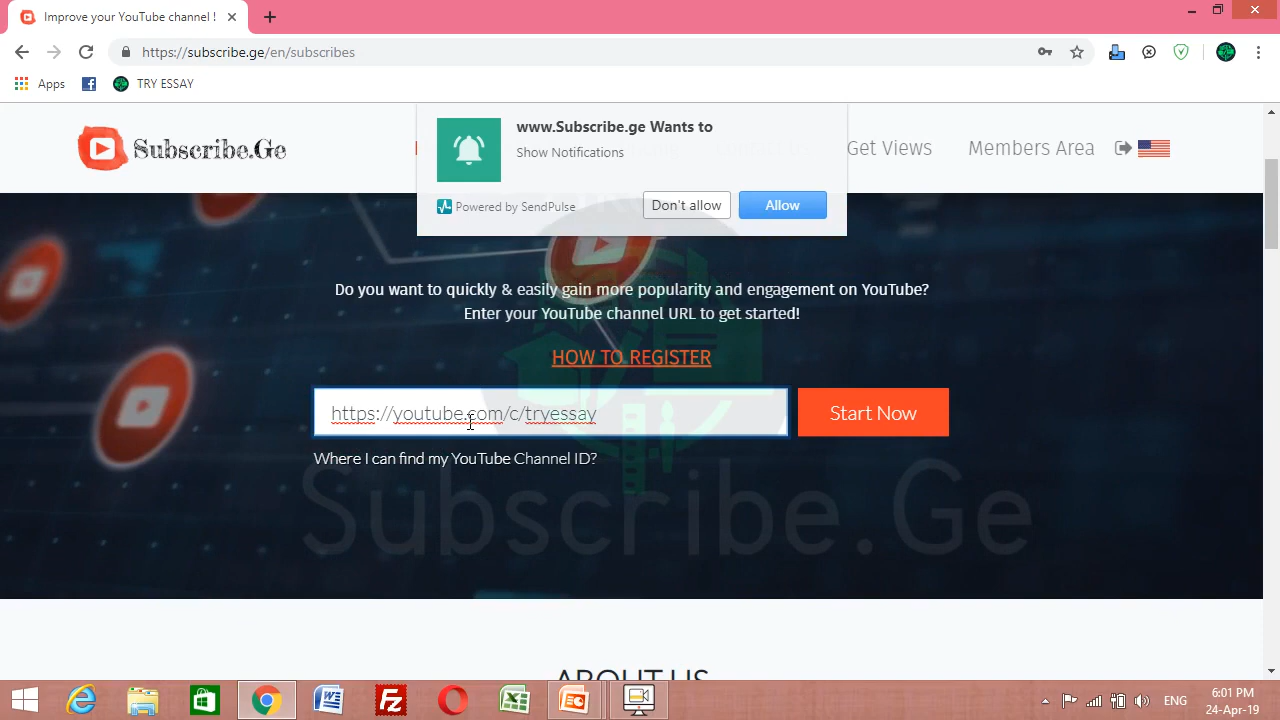 Improve your YouTube channel !
https://subscribe.ge/en/subscribes
Apps
TRY ESSAY
www.Subscribe.ge Wants to
Show Notifications
Powered by SendPulse
Don't allow
Allow
Subscribe.Ge
Get Views
Members Area
Do you want to quickly & easily gain more popularity and engagement on YouTube?
Enter your YouTube channel URL to get started!
HOW TO REGISTER
https://youtube.com/c/tryessay
Start Now
Where I can find my YouTube Channel ID?
Subscribe.Ge
ABOUT US
ENG
6:01 PM
24-Apr-19